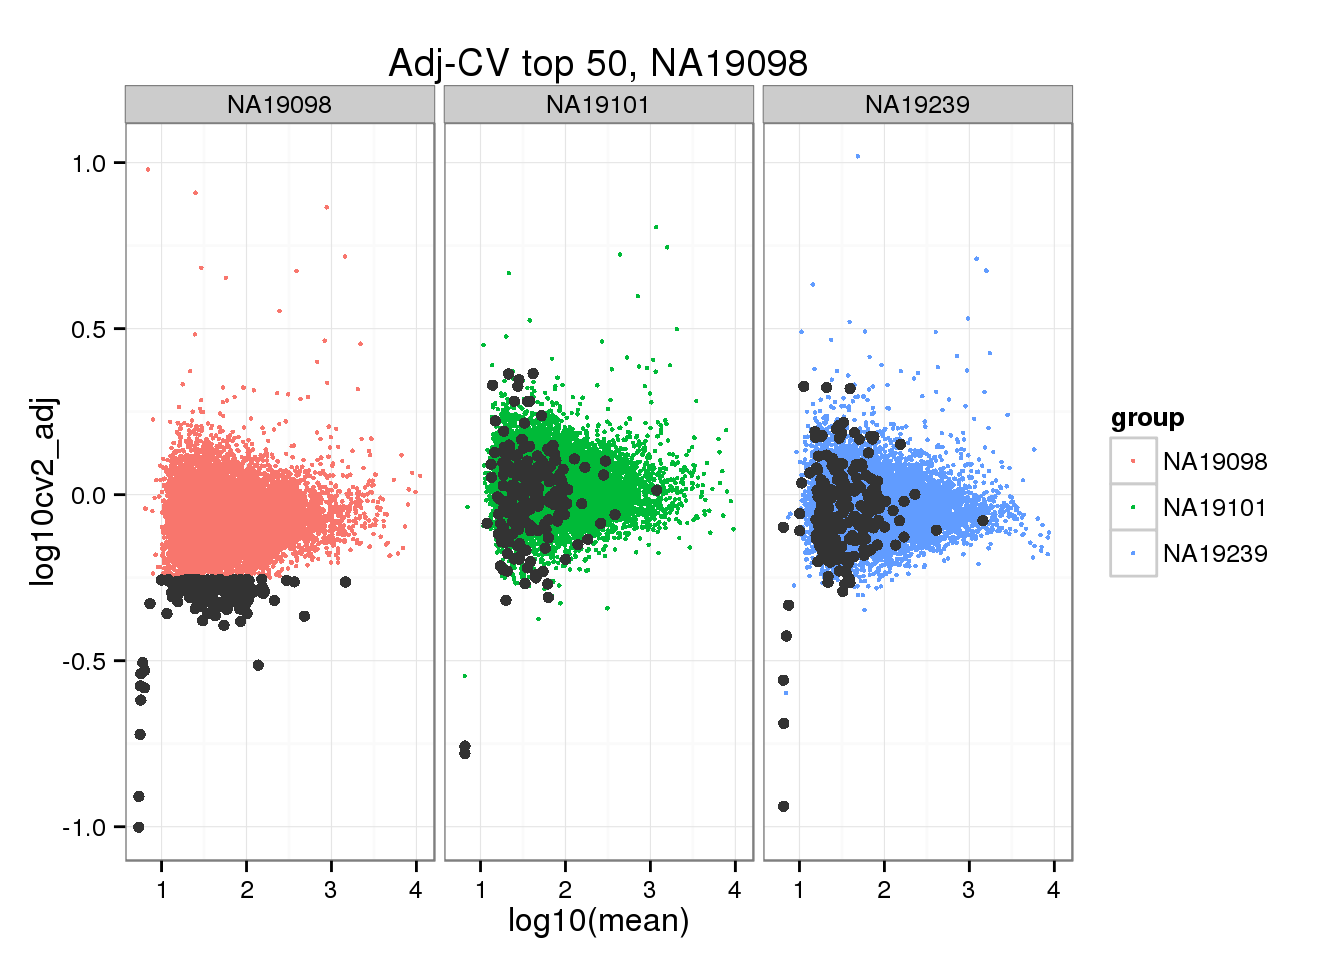 Adj-CV top 50, NA19098
NA19098 NA19101 NA19239
log10cv2_adj
1.0
0.5
0.0
-0.5
-1.0
1 2 3 4 1 2 3 4 1 2 3 4
log10(mean)
group
NA19098
NA19101
NA19239